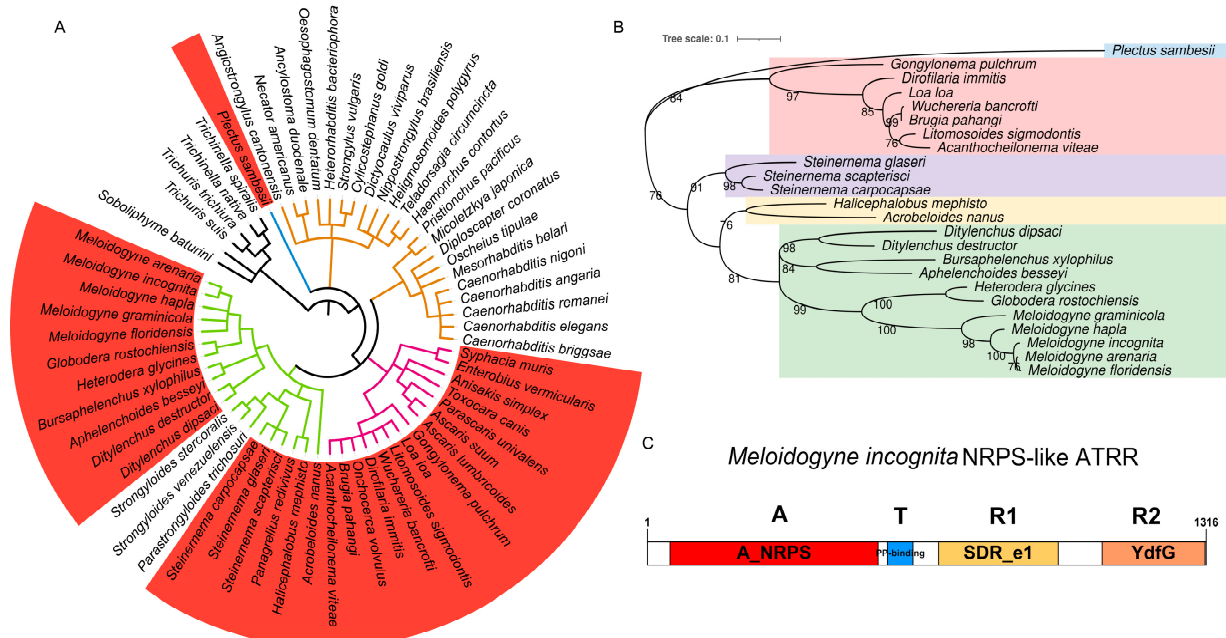 A
Soboliphyme baturini
Trichuris suis
Trichuris trichiura
Trichinella nativa
Trichinella spiralis
Plectus sambesii
Angiostrongylus cantonensis
Necator americanus
Ancylostoma duodenale
Oesophagostomum dentatum
Heterorhabditis bacteriophora
Strongylus vulgaris
Cylicostephanus goldi
Dictyocaulus viviparus
Nippostrongylus brasiliensis
Heligmosomoides polygyrus
Teladorsagia circumcincta
Haemonchus contortus
Pristionchus pacificus
Micoletzkya japonica
Diploscapter coronatus
Oscheius tipulae
Mesorhabditis belari
Caenorhabditis nigoni
Caenorhabditis angaria
Caenorhabditis remanei
Caenorhabditis elegans
Caenorhabditis briggsae
Syphacia muris
Enterobius vermicularis
Anisakis simplex
Toxocara canis
Parascaris univalens
Ascaris suum
Ascaris lumbricoides
Gongylonema pulchrum
Loa loa
Litomosoides sigmodontis
Wuchereria bancrofti
Dirofilaria immitis
Onchocerca volvulus
Brugia pahangi
Acanthocheilonema viteae
Acrobeloides nanus
Halicephalobus mephisto
Panagrellus redivivus
Steinernema scapterisci
Steinernema glaseri
Steinernema carpocapsae
Parastrongyloides trichosuri
Strongyloides venezuelensis
Strongyloides stercoralis
Ditylenchus dipsaci
Ditylenchus destructor
Aphelenchoides besseyi
Bursaphelenchus xylophilus
Heterodera glycines
Globodera rostochiensis
Meloidogyne floridensis
Meloidogyne graminicola
Meloidogyne hapla
Meloidogyne incognita
Meloidogyne arenaria
B
Tree scale: 0.1
Plectus sambesii
Gongylonema pulchrum
Dirofilaria immitis
Loa loa
Wuchereria bancrofti
Brugia pahangi
Litomosoides sigmodontis
Acanthocheilonema viteae
Steinernema glaseri
Steinernema scapterisci
Steinernema carpocapsae
Halicephalobus mephisto
Acrobeloides nanus
Ditylenchus dipsaci
Ditylenchus destructor
Bursaphelenchus xylophilus
Aphelenchoides besseyi
Heterodera glycines
Globodera rostochiensis
Meloidogyne graminicola
Meloidogyne hapla
Meloidogyne incognita
Meloidogyne arenaria
Meloidogyne floridensis
84
97
85
99
76
76
91
98
76
81
98
84
99
100
100
98
100
76
C
Meloidogyne incognita NRPS-like ATRR
1
A
T
R1
R2
1316
A_NRPS
PP-binding
SDR_e1
YdfG